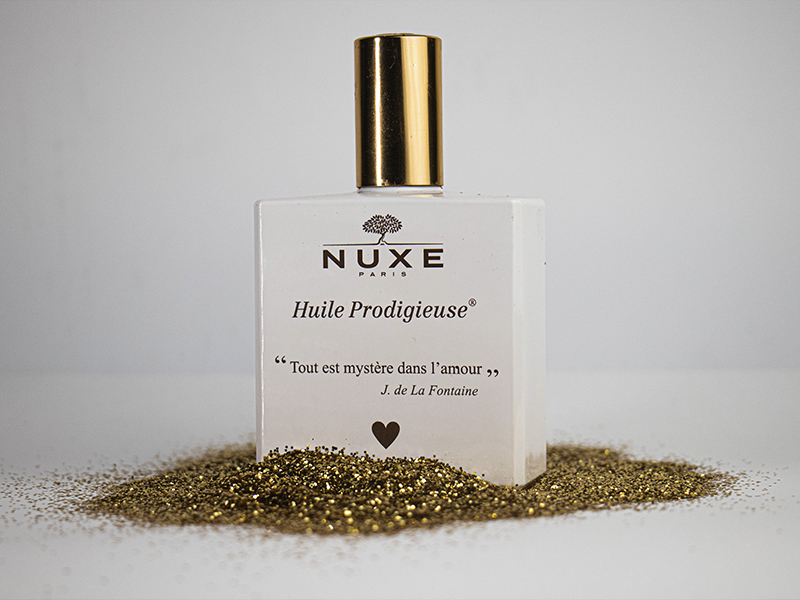 NUXE
PARIS
Huile Prodigieuse®
“ Tout est mystère dans l’amour ”
J. de La Fontaine